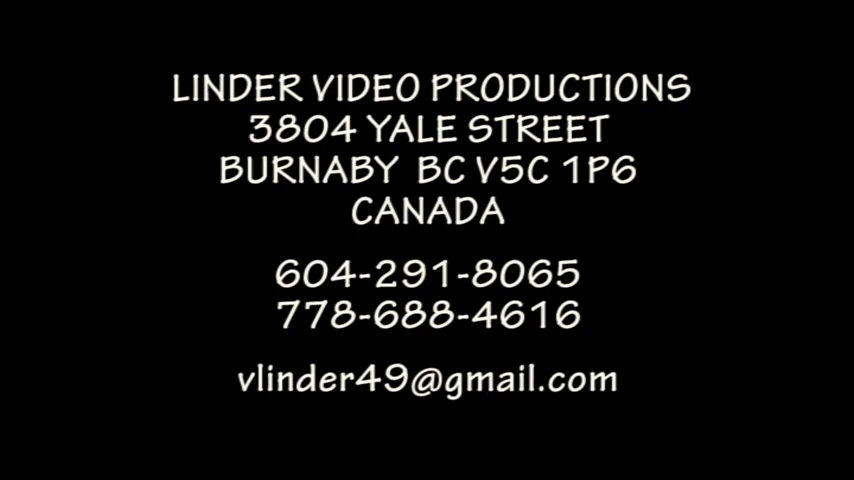 LINDER VIDEO PRODUCTIONS
3804 YALE STREET
BURNABY BC V5C 1P6
CANADA
604-291-8065
778-688-4616
vlinder49@gmail.com